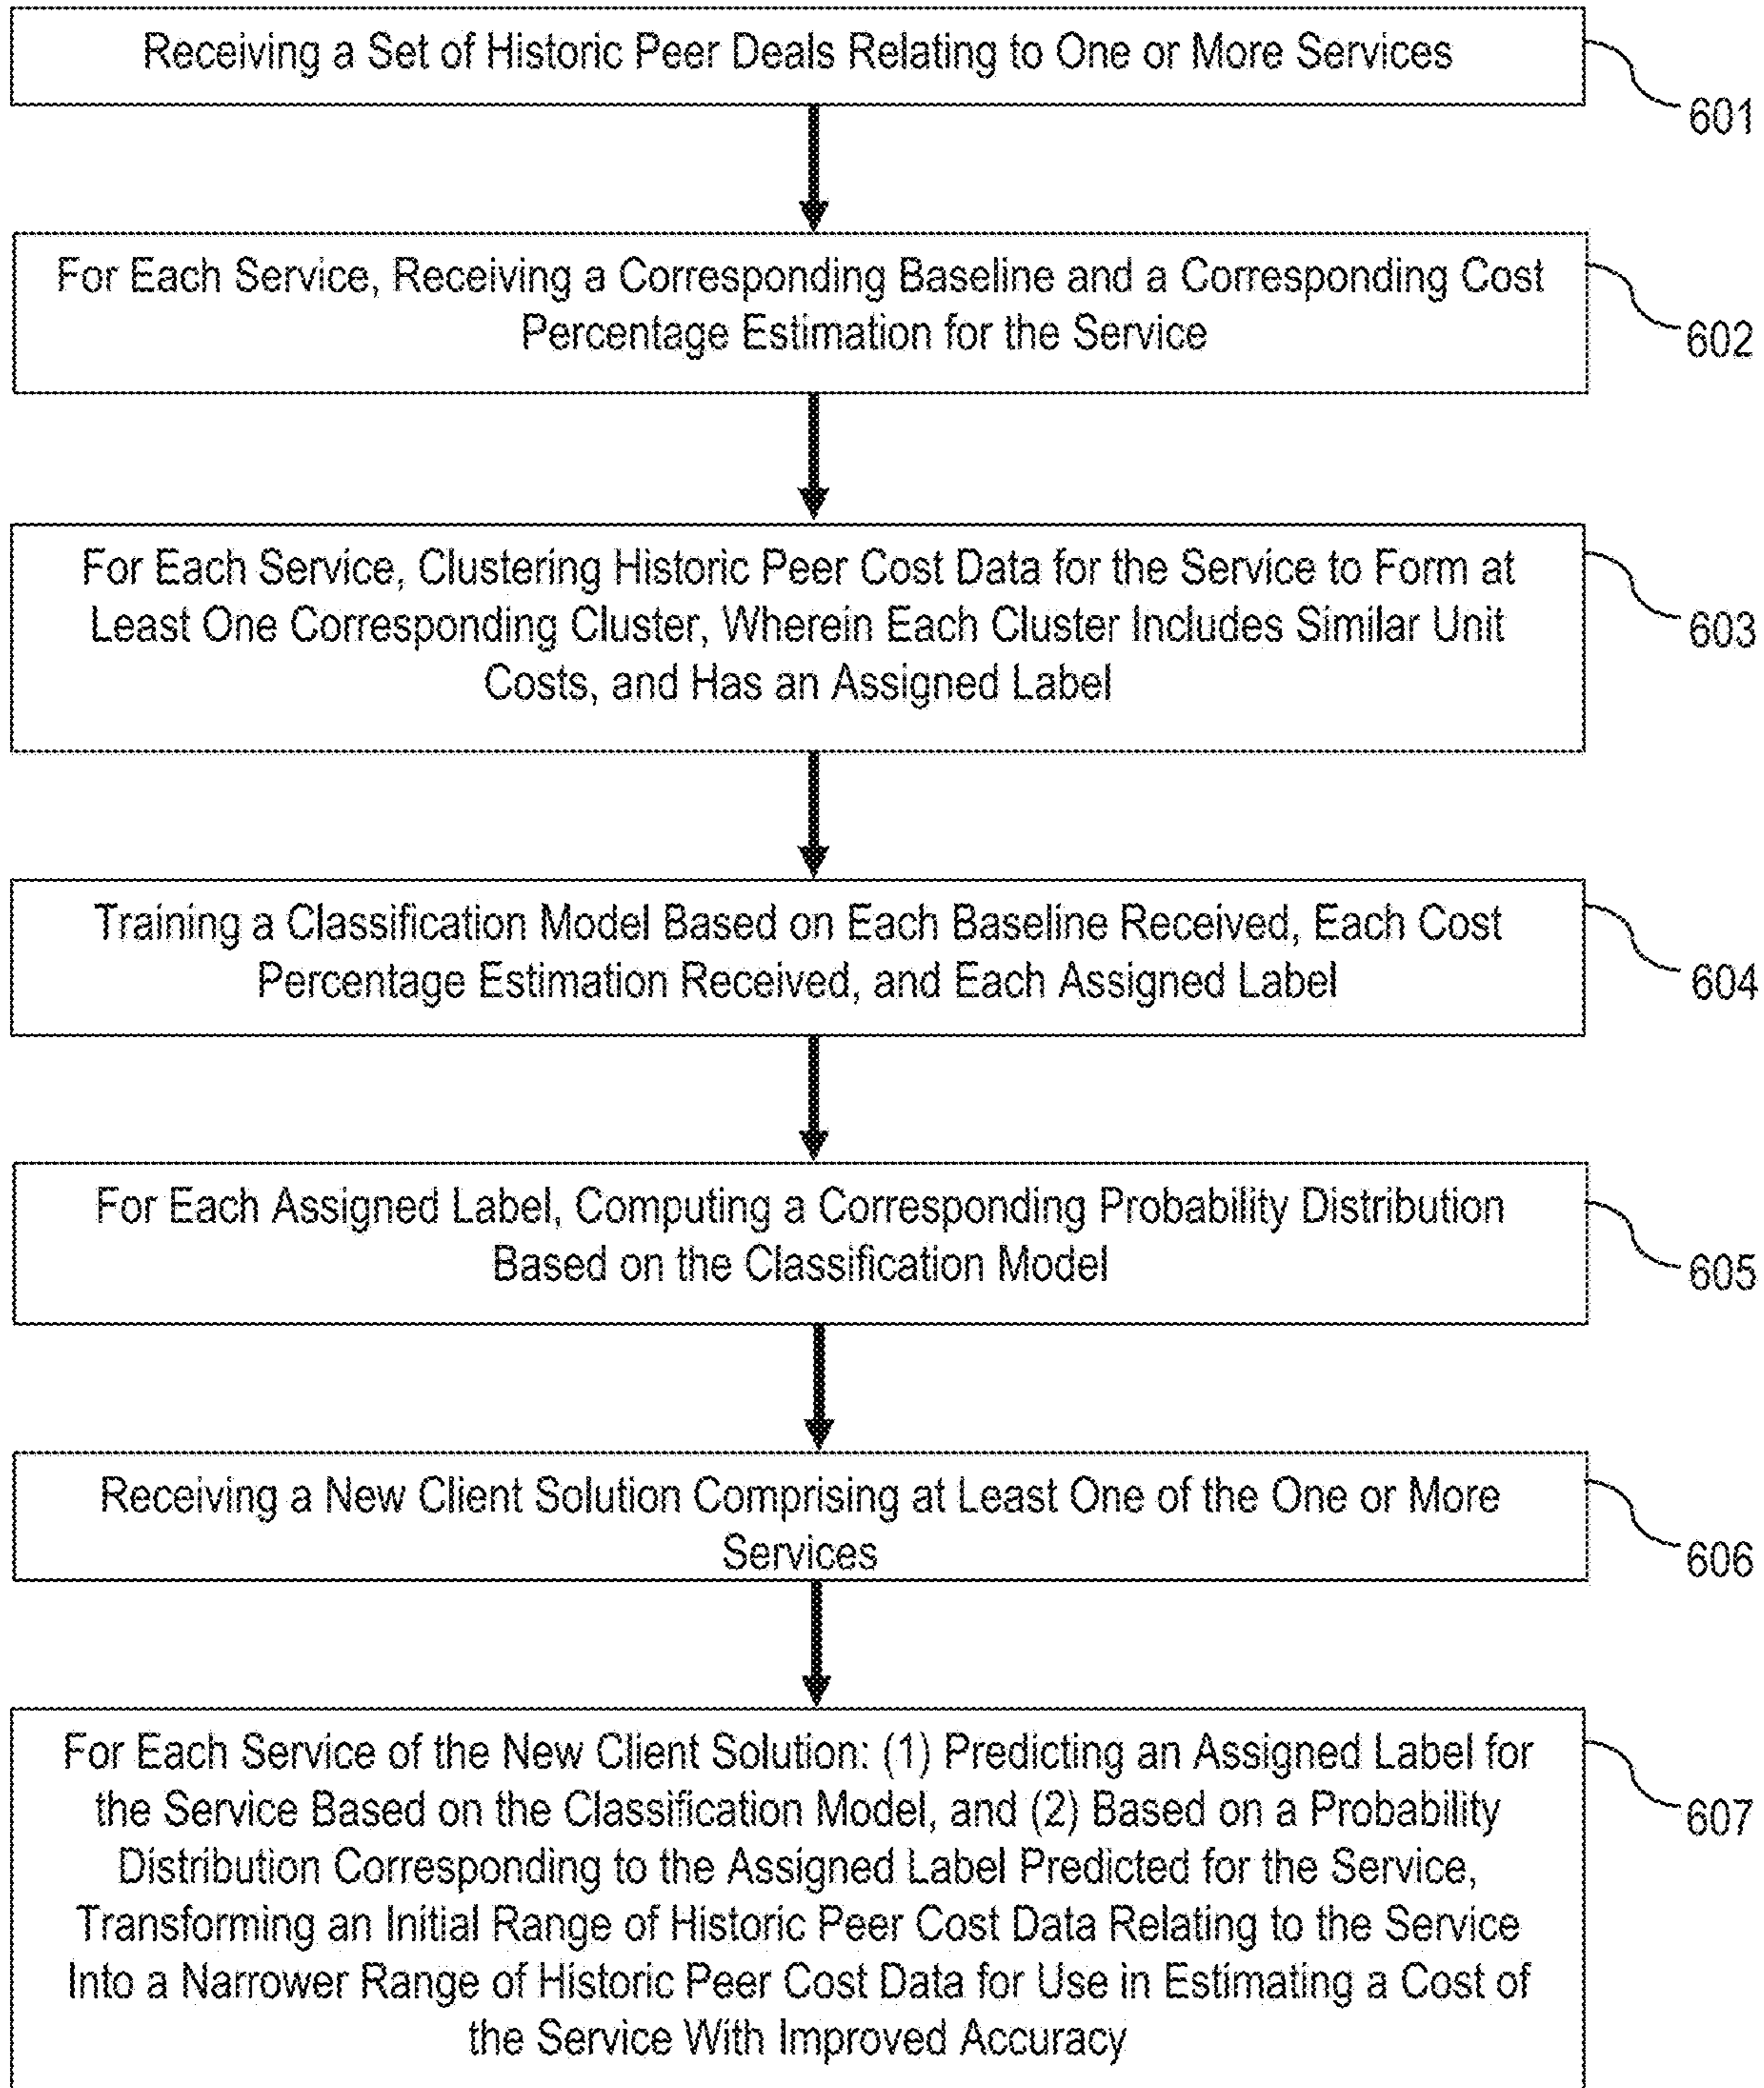 Receiving a Set of Historic Peer Deals Relating to One or More Services
601
For Each Service, Receiving a Corresponding Baseline and a Corresponding Cost
Percentage Estimation for the Service
602
For Each Service, Clustering Historic Peer Cost Data for the Service to Form at
Least One Corresponding Cluster, Wherein Each Cluster Includes Similar Unit
Costs, and Has an Assigned Label
603
Training a Classification Model Based on Each Baseline Received, Each Cost
Percentage Estimation Received, and Each Assigned Label
604
For Each Assigned Label, Computing a Corresponding Probability Distribution
Based on the Classification Model
605
Receiving a New Client Solution Comprising at Least One of the One or More
Services
606
For Each Service of the New Client Solution: (1) Predicting an Assigned Label for
the Service Based on the Classification Model, and (2) Based on a Probability
Distribution Corresponding to the Assigned Label Predicted for the Service,
Transforming an Initial Range of Historic Peer Cost Data Relating to the Service
Into a Narrower Range of Historic Peer Cost Data for Use in Estimating a Cost of
the Service With Improved Accuracy
607